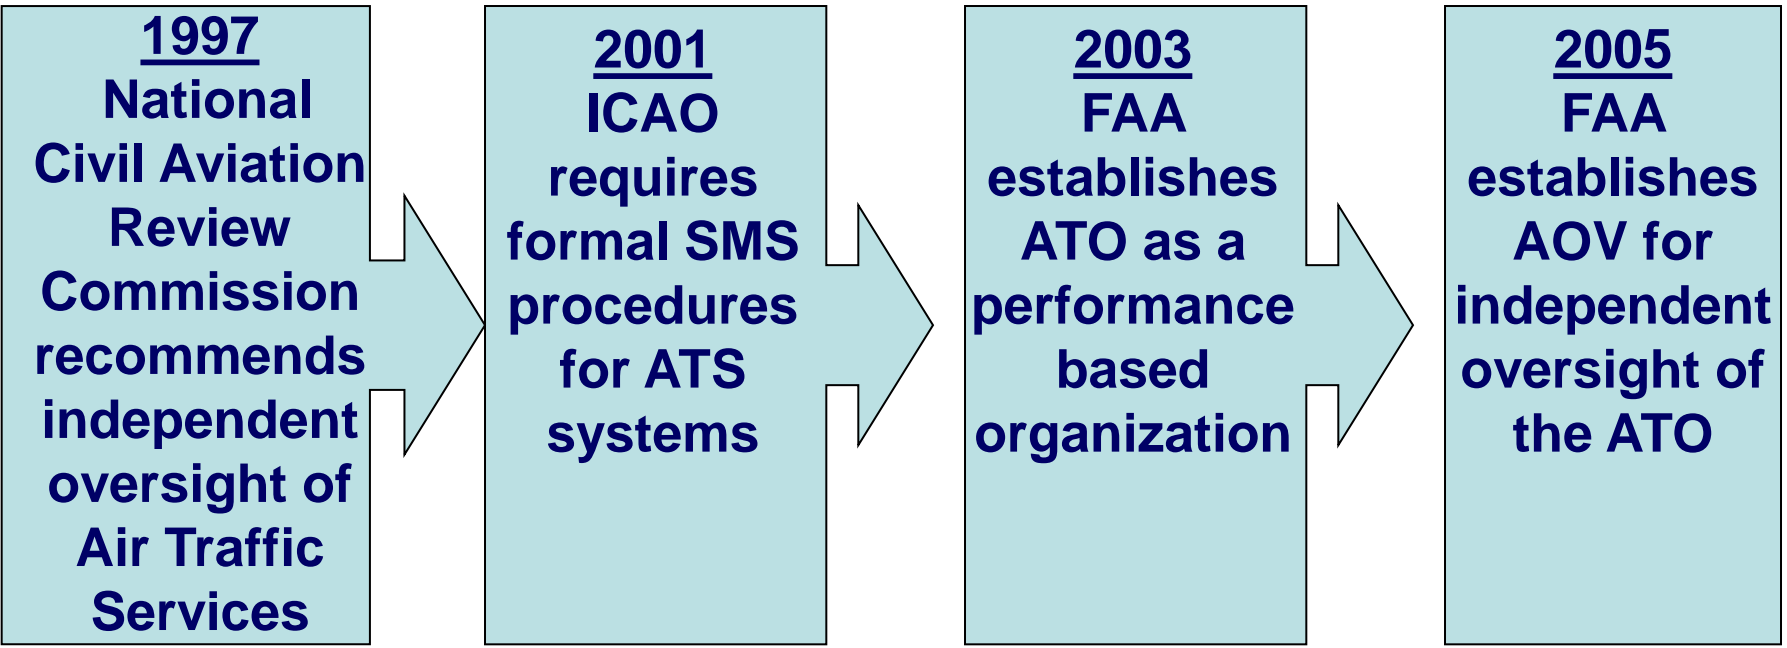 1997
National
Civil Aviation
Review
Commission
recommends
independent
oversight of
Air Traffic
Services
2001
ICAO
requires
formal SMS
procedures
for ATS
systems
2003
FAA
establishes
ATO as a
performance
based
organization
2005
FAA
establishes
AOV for
independent
oversight of
the ATO